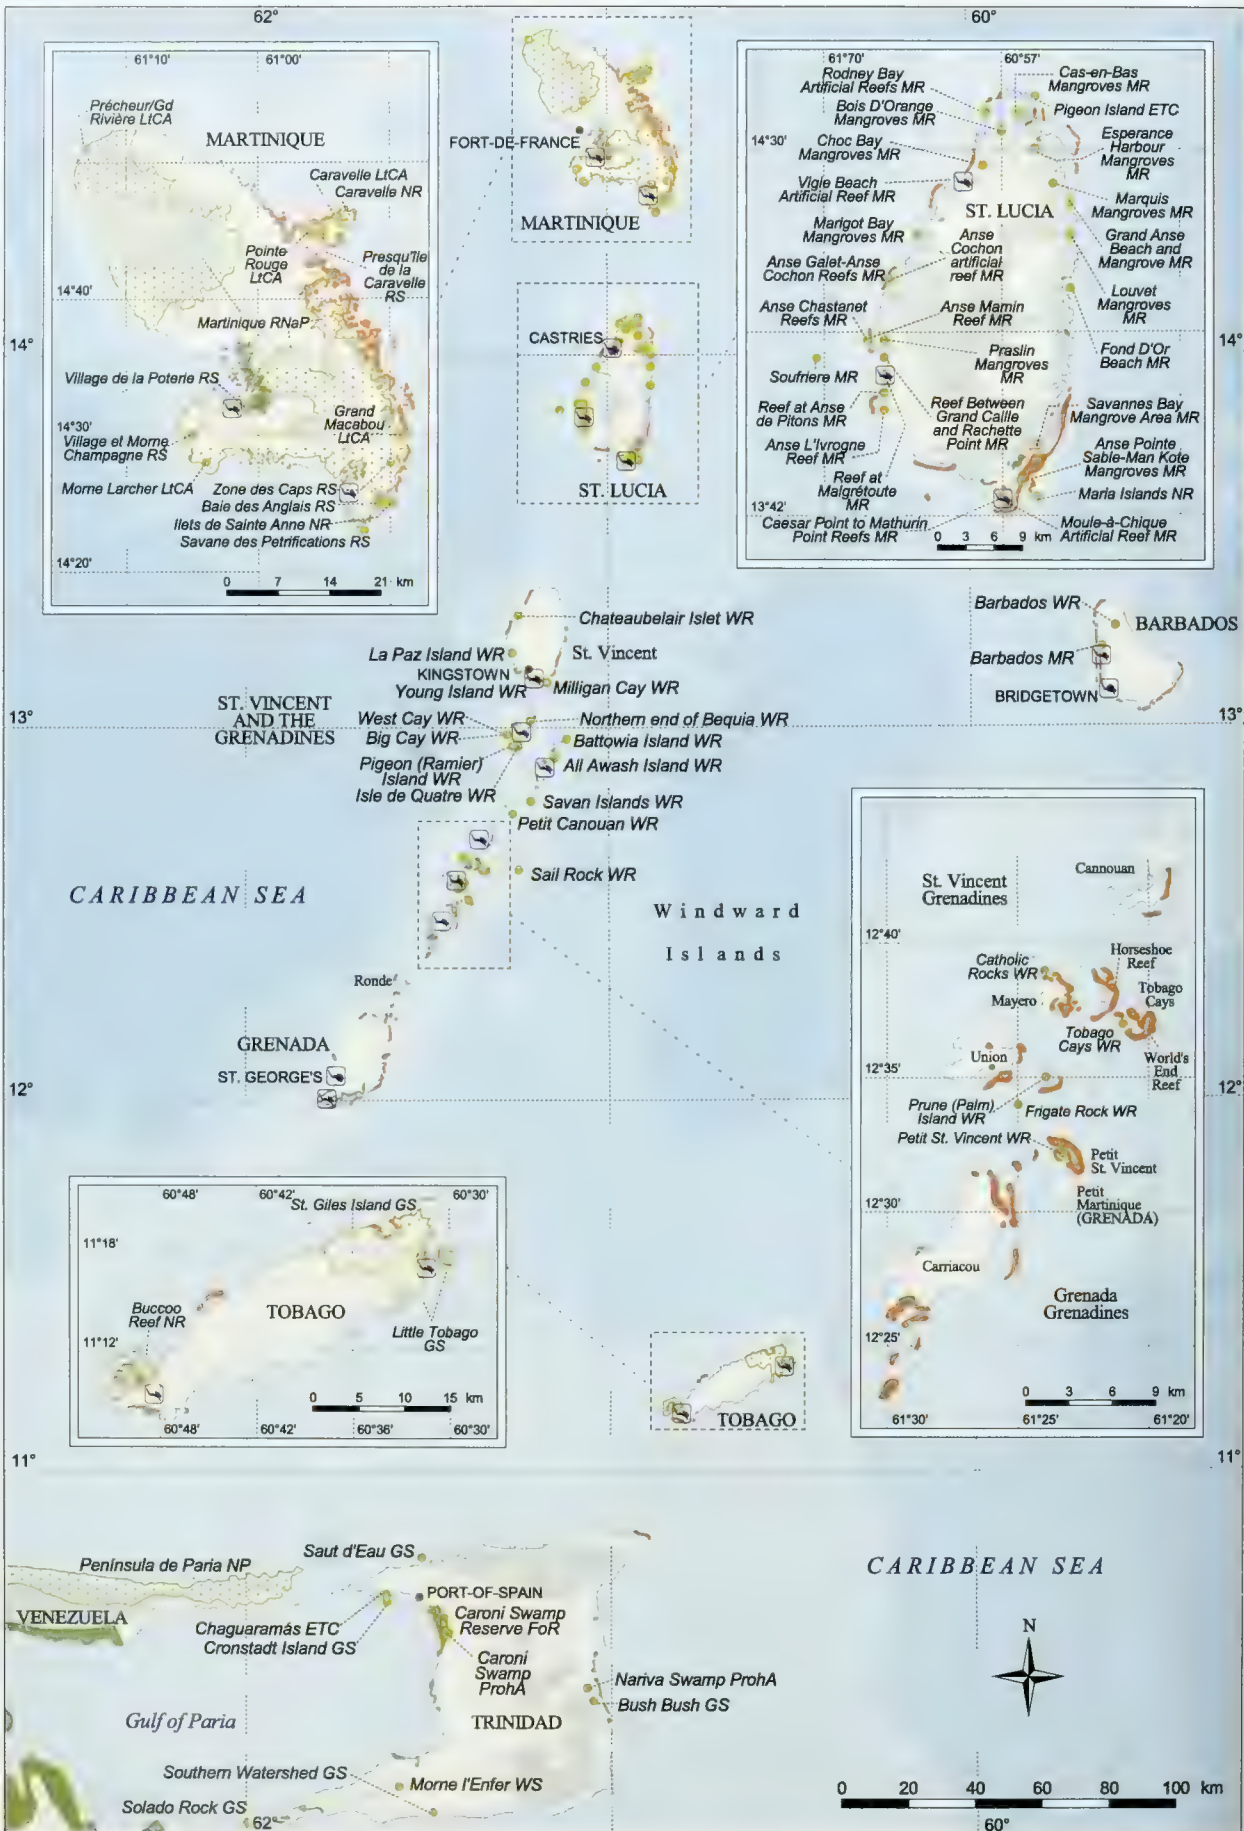 62°
60°
61°10'
61°00'
Précheur/Gd
Rivière LtCA
MARTINIQUE
Caravelle LtCA
Caravelle NR
Pointe
Rouge
LtCA
Presqu'île
de la
Caravelle
RS
14°40'
Martinique RNaP
Village de la Poterie RS
14°30'
Grand
Macabou
LtCA
Village et Morne
Champagne RS
Morne Larcher LtCA
Zone des Caps RS
Baie des Anglais RS
Ilets de Sainte Anne NR
Savane des Petrifications RS
14°20'
0 7 14 21 km
FORT-DE-FRANCE
MARTINIQUE
CASTRIES
ST. LUCIA
61°70'
60°57'
Rodney Bay
Artificial Reefs MR
Cas-en-Bas
Mangroves MR
Bois D'Orange
Mangroves MR
Pigeon Island ETC
14°30'
Choc Bay
Mangroves MR
Esperance
Harbour
Mangroves
MR
Vigie Beach
Artificial Reef MR
ST. LUCIA
Marquis
Mangroves MR
Marigot Bay
Mangroves MR
Anse
Cochon
artificial
reef MR
Grand Anse
Beach and
Mangrove MR
Anse Galet-Anse
Cochon Reefs MR
Louvet
Mangroves
MR
Anse Chastanet
Reefs MR
Anse Mamin
Reef MR
Praslin
Mangroves
MR
Fond D'Or
Beach MR
Soufriere MR
Reef at Anse
de Pitons MR
Reef Between
Grand Caille
and Rachette
Point MR
Savannes Bay
Mangrove Area MR
Anse L'Ivrogne
Reef MR
Anse Pointe
Sable-Man Kote
Mangroves MR
Reef at
Malgrétoute
MR
Maria Islands NR
13°42'
Caesar Point to Mathurin
Point Reefs MR
Moule-à-Chique
Artificial Reef MR
0 3 6 9 km
14°
14°
Chateaubelair Islet WR
La Paz Island WR
St. Vincent
KINGSTOWN
Young Island WR
Milligan Cay WR
ST. VINCENT
AND THE
GRENADINES
West Cay WR
Big Cay WR
Northern end of Bequia WR
Battowia Island WR
Pigeon (Ramier)
Island WR
All Awash Island WR
Isle de Quatre WR
Savan Islands WR
Petit Canouan WR
Sail Rock WR
Barbados WR
BARBADOS
Barbados MR
BRIDGETOWN
13°
13°
CARIBBEAN SEA
Windward
Islands
Ronde
GRENADA
ST. GEORGE'S
12°
12°
St. Vincent
Grenadines
Cannouan
12°40'
Catholic
Rocks WR
Horseshoe
Reef
Mayero
Tobago
Cays
Tobago
Cays WR
Union
World's
End
Reef
12°35'
Prune (Palm)
Island WR
Frigate Rock WR
Petit St. Vincent WR
Petit
St. Vincent
12°30'
Petit
Martinique
(GRENADA)
Carriacou
Grenada
Grenadines
12°25'
0 3 6 9 km
61°30'
61°25'
61°20'
60°48'
60°42'
St. Giles Island GS
60°30'
11°18'
TOBAGO
Buccoo
Reef NR
Little Tobago
GS
11°12'
0 5 10 15 km
60°48'
60°42'
60°36'
60°30'
TOBAGO
11°
11°
Península de Paria NP
Saut d'Eau GS
PORT-OF-SPAIN
VENEZUELA
Chaguaramás ETC
Cronstadt Island GS
Caroni Swamp
Reserve FoR
Caroni
Swamp
ProhA
Nariva Swamp ProhA
Bush Bush GS
Gulf of Paria
TRINIDAD
Southern Watershed GS
Morne l'Enfer WS
Solado Rock GS
62°
CARIBBEAN SEA
N
0 20 40 60 80 100 km
60°